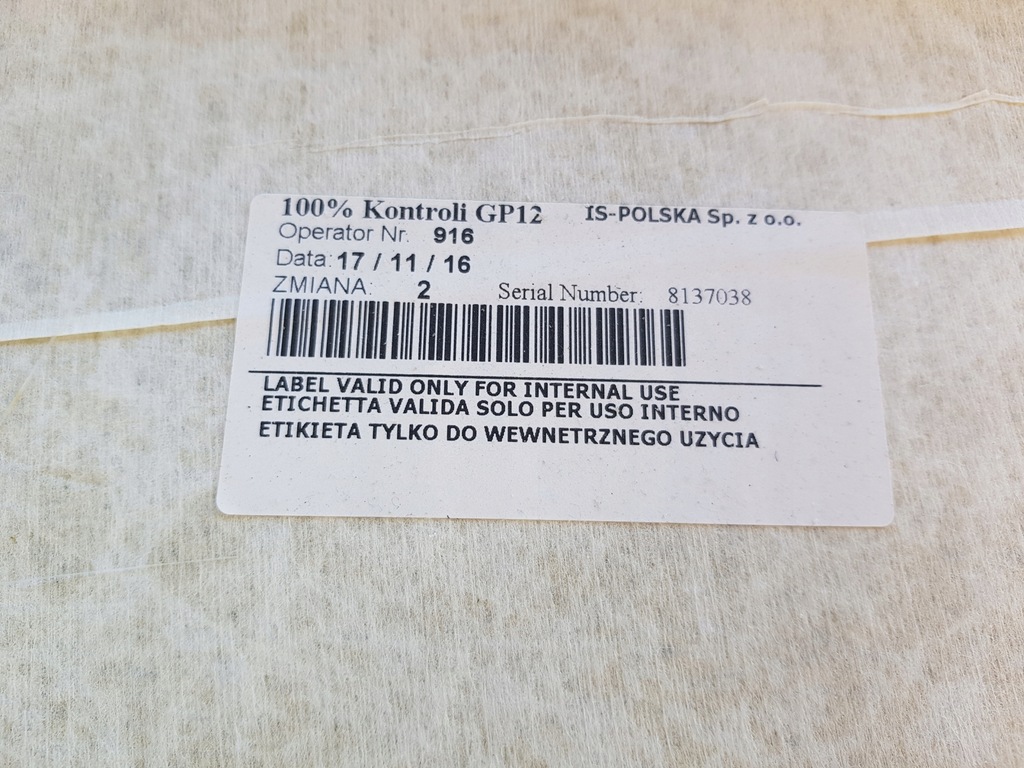 100% Kontroli GP12 IS-POLSKA Sp. z o.o.
Operator Nr. 916
Data: 17 / 11 / 16
ZMIANA: 2 Serial Number: 8137038
LABEL VALID ONLY FOR INTERNAL USE
ETICHETTA VALIDA SOLO PER USO INTERNO
ETIKIETA TYLKO DO WEWNETRZNEGO UZYCIA